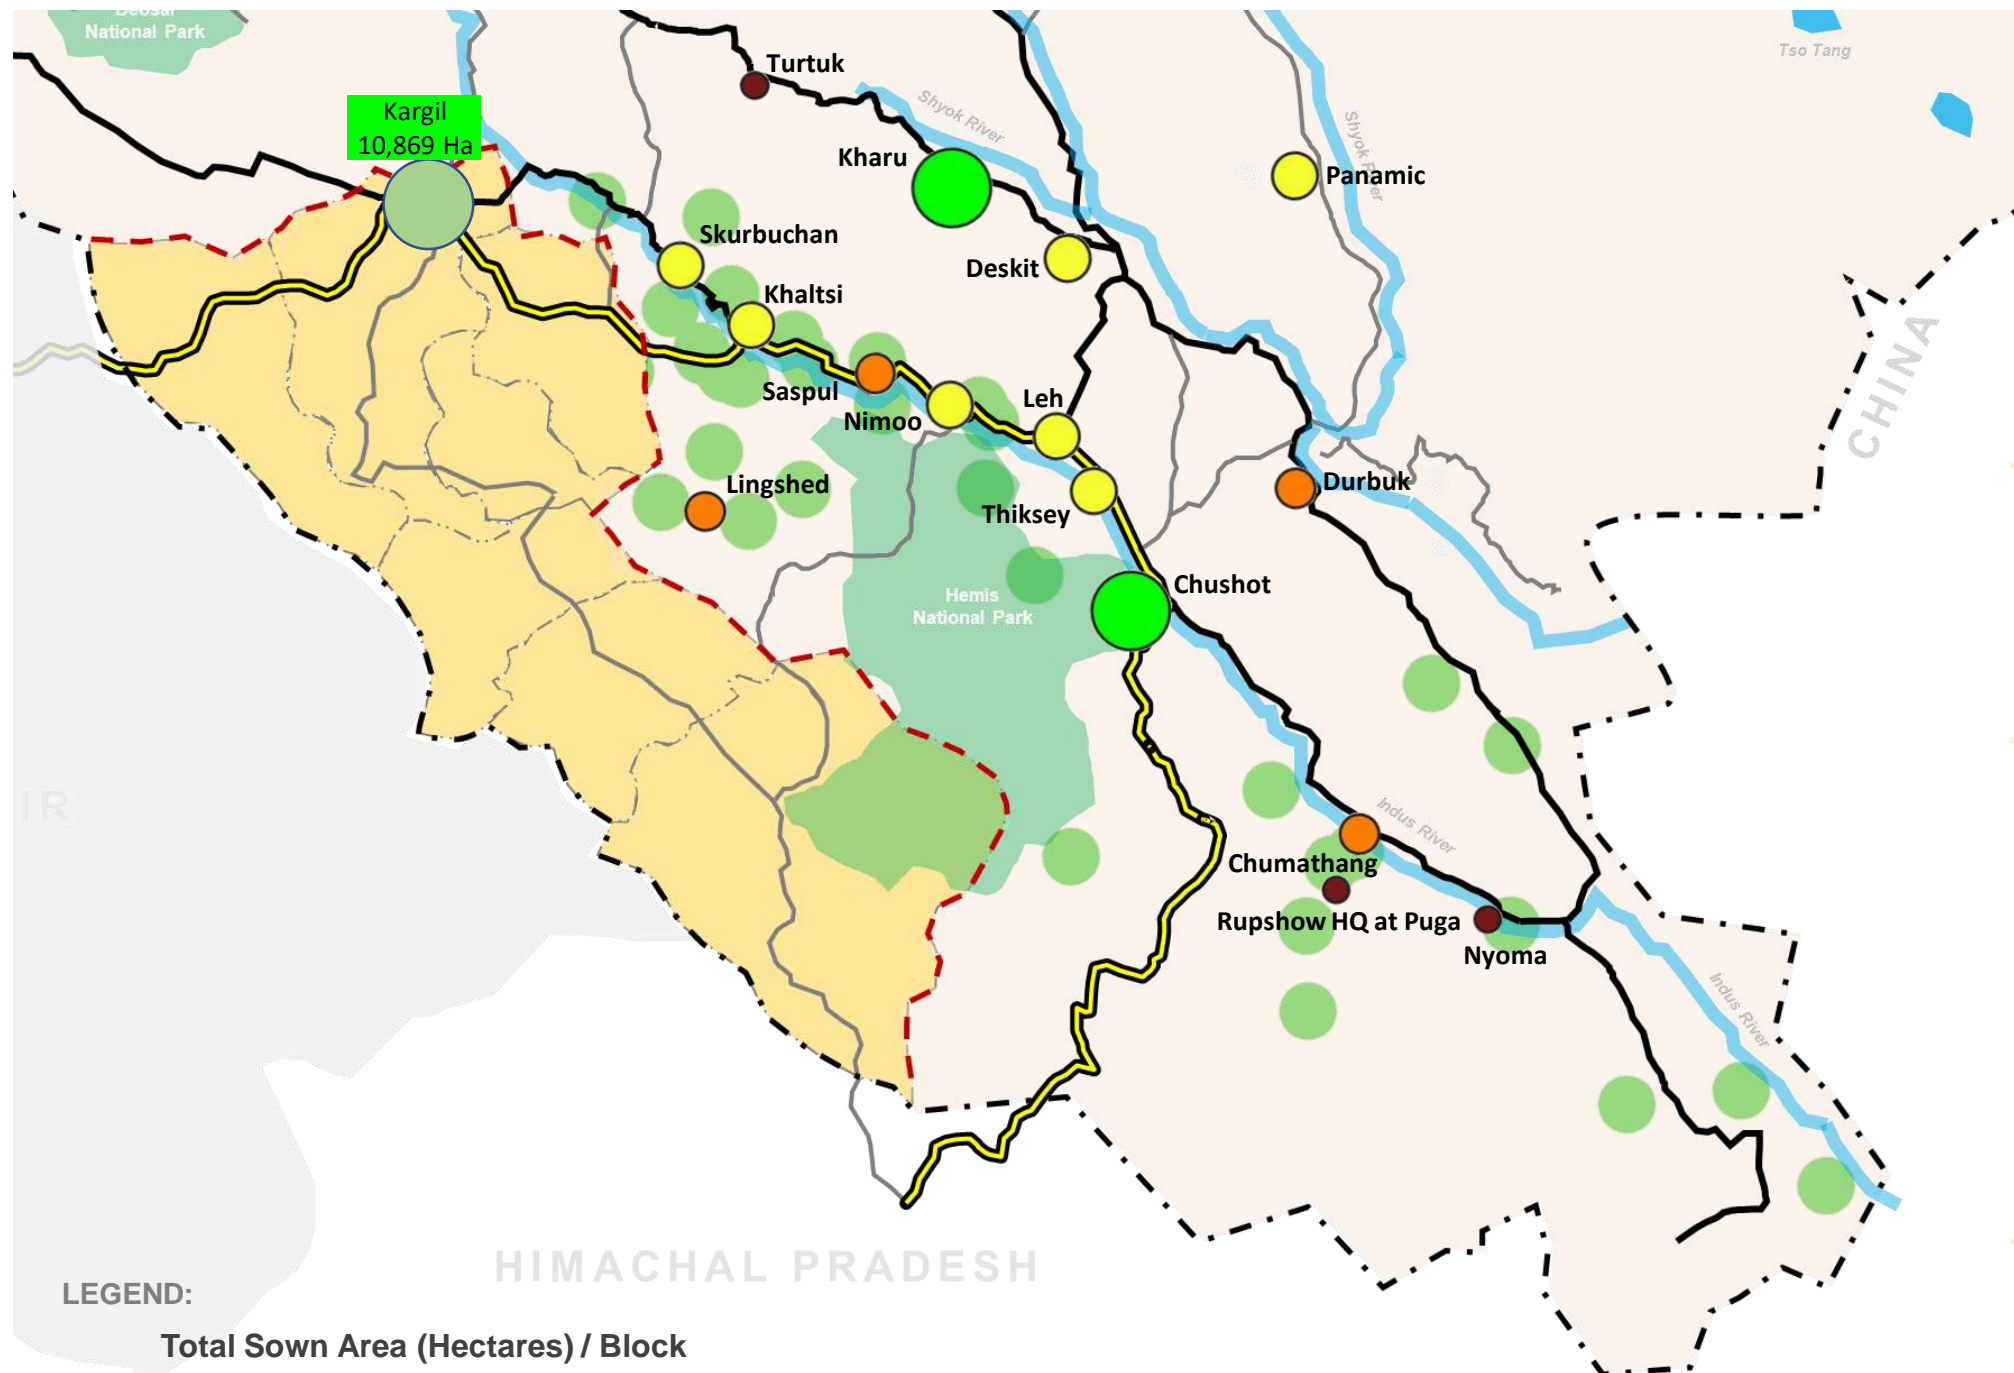 National Park
Tso Tang
Turtuk
Kargil
10,869 Ha
Shyok River
Shyok River
Kharu
Panamic
Skurbuchan
Deskit
Khaltsi
CHINA
Saspul
Leh
Nimoo
Lingshed
Durbuk
Thiksey
Chushot
Hemis
National Park
IR
Indus River
Chumathang
Rupshow HQ at Puga
Nyoma
Indus River
HIMACHAL PRADESH
LEGEND:
Total Sown Area (Hectares) / Block